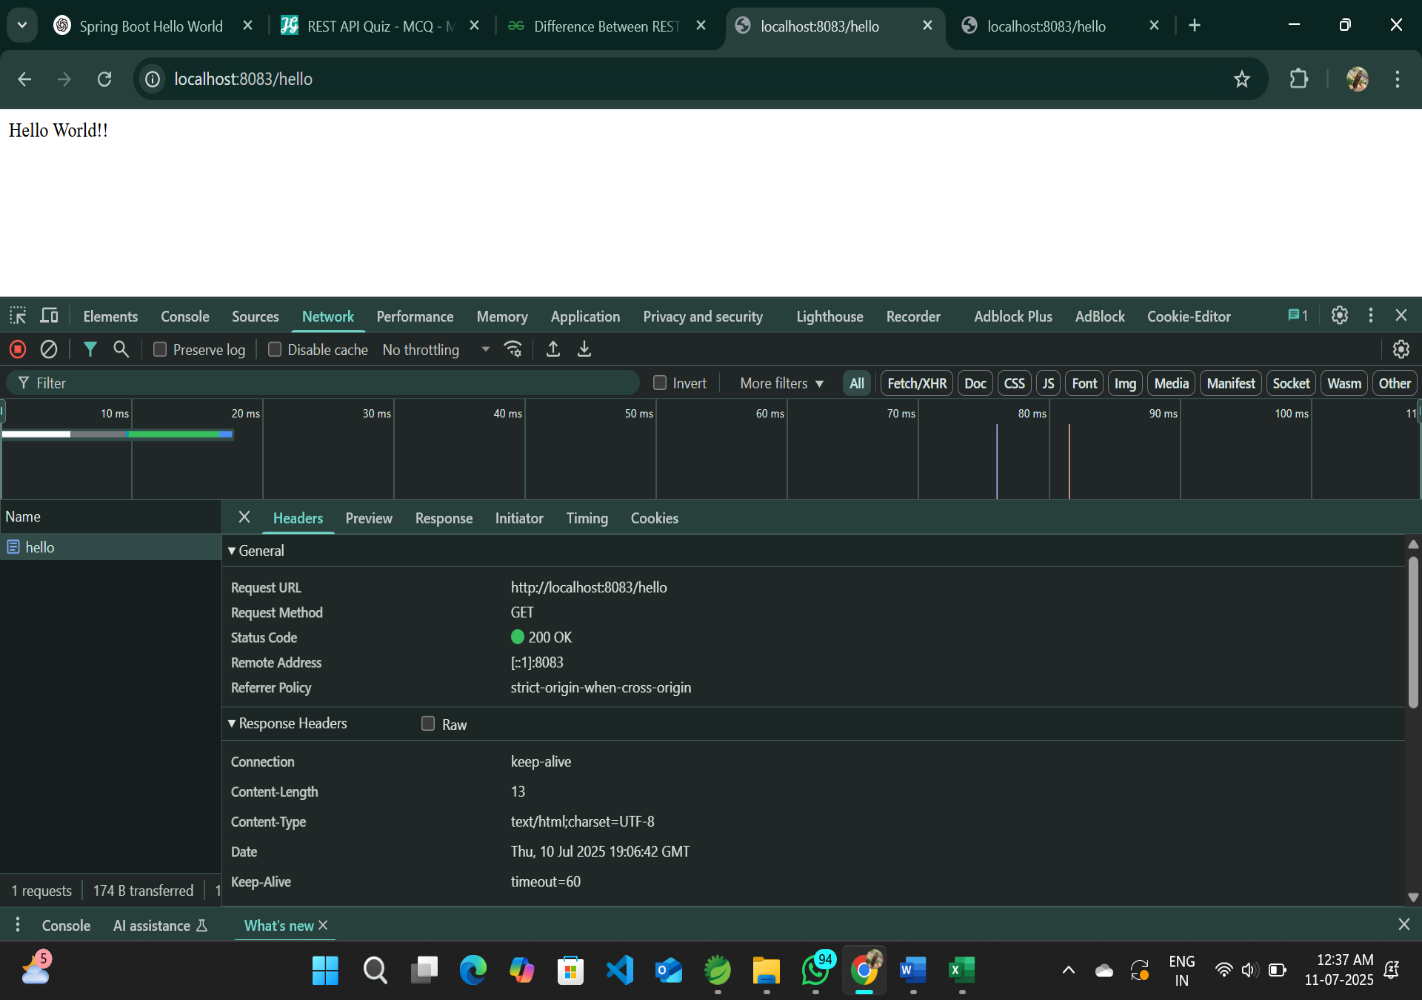 Spring Boot Hello World
REST API Quiz - MCQ - M
Difference Between REST
localhost:8083/hello
localhost:8083/hello
localhost:8083/hello
Hello World!!
Elements Console Sources Network Performance Memory Application Privacy and security Lighthouse Recorder Adblock Plus AdBlock Cookie-Editor 1
Preserve log Disable cache No throttling
Filter Invert More filters All Fetch/XHR Doc CSS JS Font Img Media Manifest Socket Wasm Other
10 ms 20 ms 30 ms 40 ms 50 ms 60 ms 70 ms 80 ms 90 ms 100 ms 11
Name
hello
Headers Preview Response Initiator Timing Cookies
General
Request URL http://localhost:8083/hello
Request Method GET
Status Code 200 OK
Remote Address [::1]:8083
Referrer Policy strict-origin-when-cross-origin
Response Headers Raw
Connection keep-alive
Content-Length 13
Content-Type text/html;charset=UTF-8
Date Thu, 10 Jul 2025 19:06:42 GMT
Keep-Alive timeout=60
1 requests 174 B transferred 1
Console AI assistance What's new
5
94
ENG
IN
12:37 AM
11-07-2025